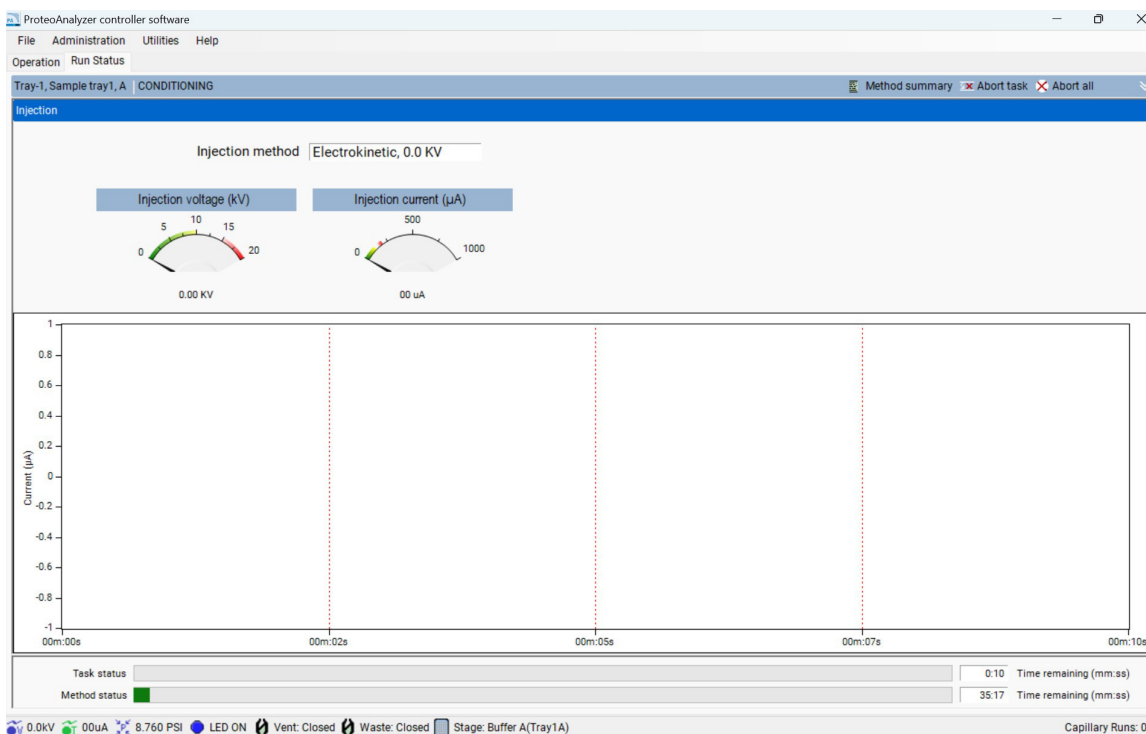 ProteoAnalyzer controller software
File Administration Utilities Help
Operation Run Status
Tray-1, Sample tray1, A CONDITIONING Method summary Abort task Abort all
Injection
Injection method Electrokinetic, 0.0 KV
Injection voltage (kV) Injection current (µA)
0 5 10 15 20 0 500 1000
0.00 KV 00 uA
Current (µA)
1
0.8
0.6
0.4
0.2
0
-0.2
-0.4
-0.6
-0.8
-1
00m:00s 00m:02s 00m:05s 00m:07s 00m:10s
Task status 0:10 Time remaining (mm:ss)
Method status 35:17 Time remaining (mm:ss)
0.0kV 00uA 8.760 PSI LED ON Vent: Closed Waste: Closed Stage: Buffer A(Tray1A) Capillary Runs: 0